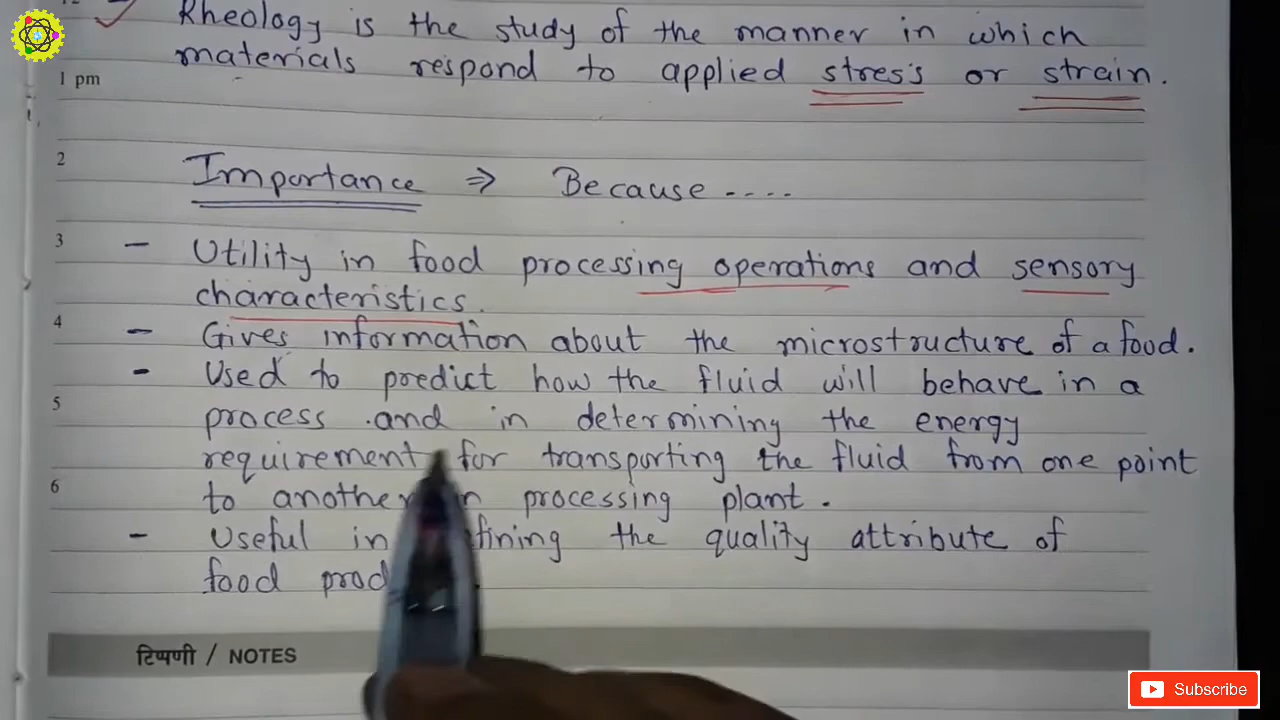 Rheology is the study of the manner in which
materials respond to applied stress or strain.
1 pm
2
Importance ⇒ Because ----
3
- Utility in food processing operations and sensory
characteristics.
4
- Gives information about the microstructure of a food.
- Used to predict how the fluid will behave in a
5
process and in determining the energy
requirement for transporting the fluid from one point
6
to another processing plant.
- Useful in the quality attribute of
food
टिप्पणी / NOTES
Subscribe